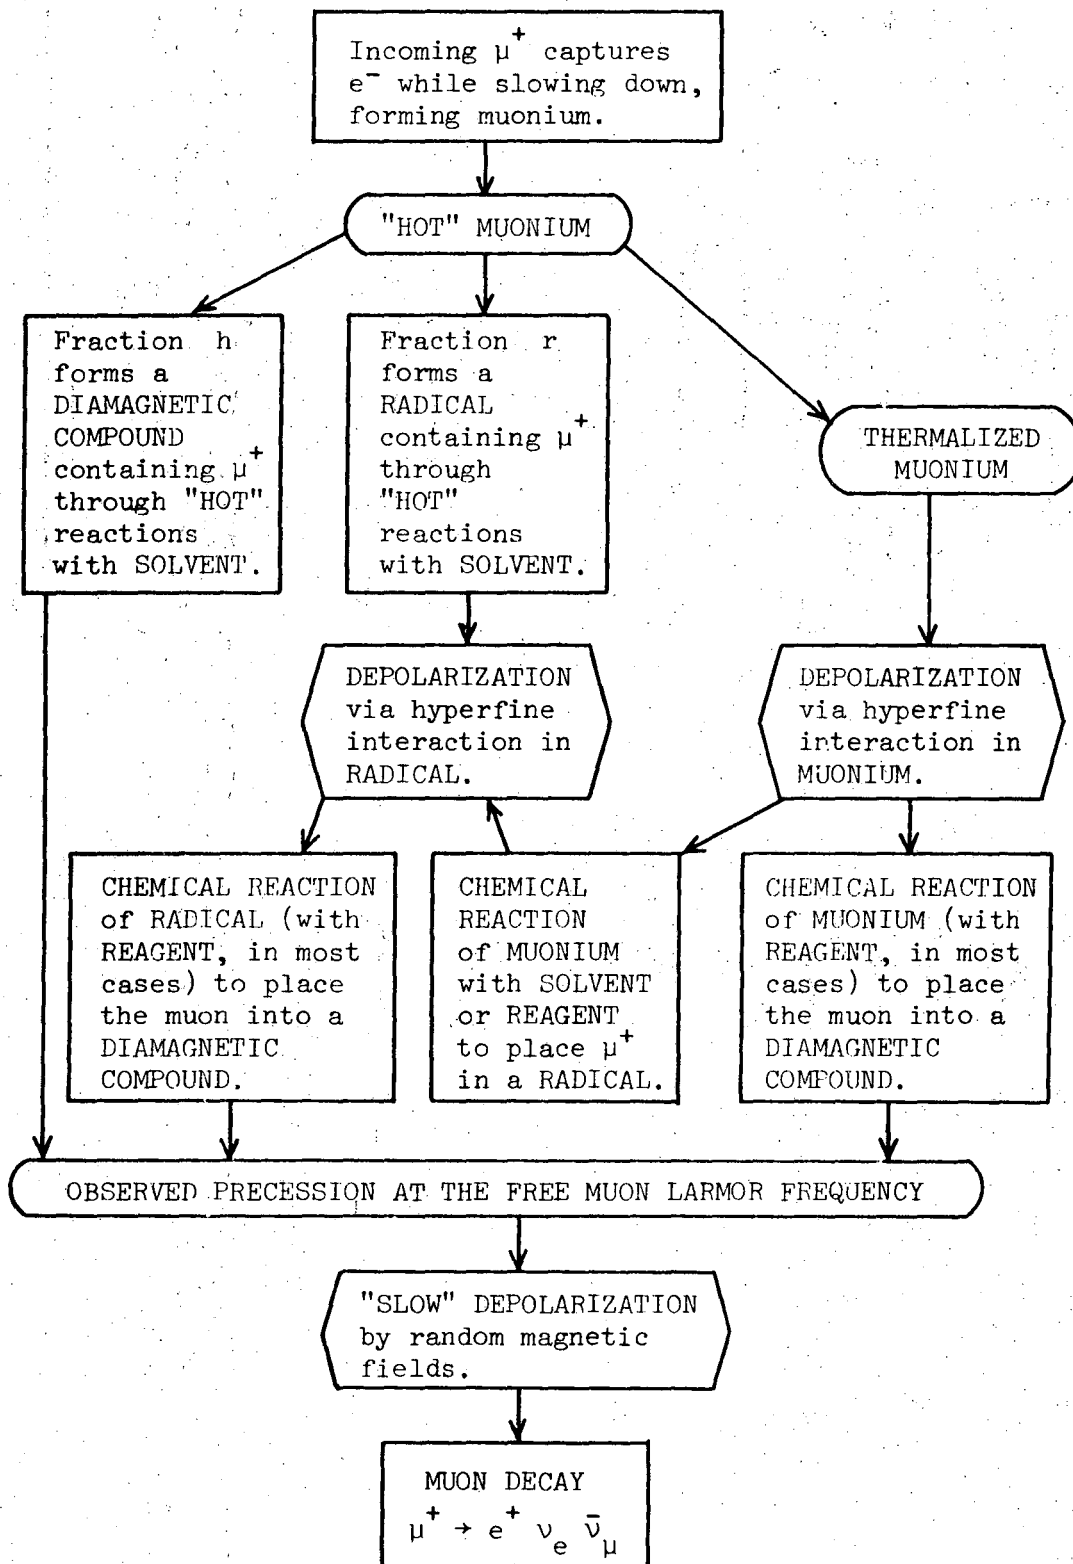 Incoming μ⁺ captures
e⁻ while slowing down,
forming muonium.
"HOT" MUONIUM
Fraction h
forms a
DIAMAGNETIC
COMPOUND
containing μ⁺
through "HOT"
reactions
with SOLVENT.
Fraction r
forms a
RADICAL
containing μ⁺
through
"HOT"
reactions
with SOLVENT.
THERMALIZED
MUONIUM
DEPOLARIZATION
via hyperfine
interaction in
RADICAL.
DEPOLARIZATION
via hyperfine
interaction in
MUONIUM.
CHEMICAL REACTION
of RADICAL (with
REAGENT, in most
cases) to place
the muon into a
DIAMAGNETIC
COMPOUND.
CHEMICAL
REACTION
of MUONIUM
with SOLVENT
or REAGENT
to place μ⁺
in a RADICAL.
CHEMICAL REACTION
of MUONIUM (with
REAGENT, in most
cases) to place
the muon into a
DIAMAGNETIC
COMPOUND.
OBSERVED PRECESSION AT THE FREE MUON LARMOR FREQUENCY
"SLOW" DEPOLARIZATION
by random magnetic
fields.
MUON DECAY
μ⁺ → e⁺ ν_e ν̄_μ